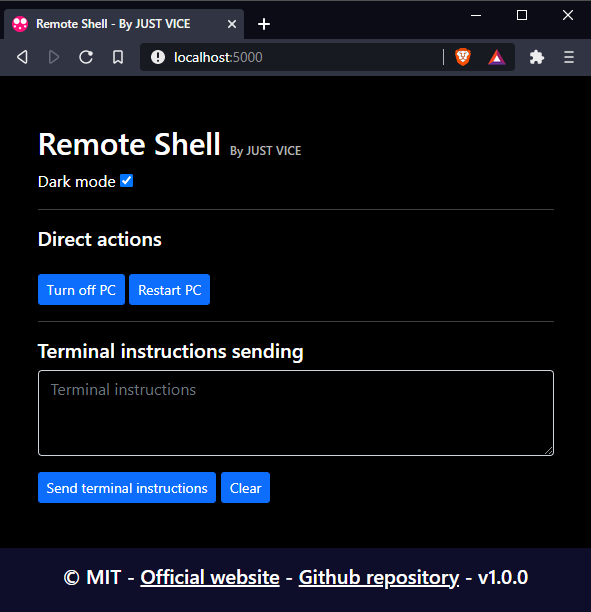 Remote Shell - By JUST VICE
localhost:5000
Remote Shell By JUST VICE
Dark mode
Direct actions
Turn off PC Restart PC
Terminal instructions sending
Terminal instructions
Send terminal instructions Clear
© MIT - Official website - Github repository - v1.0.0